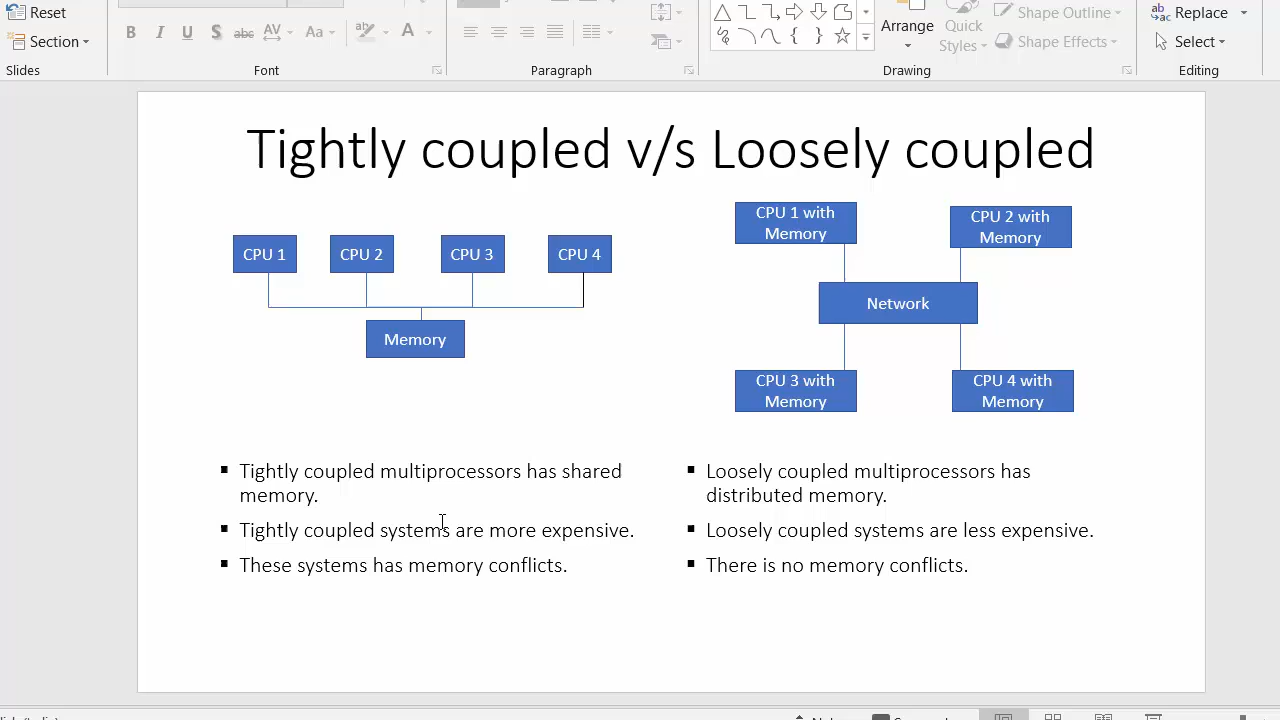 Reset
Replace
Section
Arrange
Quick
Styles
Shape Outline
Shape Effects
Select
B I U S abc AV Aa A
Slides
Font
Paragraph
Drawing
Editing
Tightly coupled v/s Loosely coupled
CPU 1
CPU 2
CPU 3
CPU 4
Memory
CPU 1 with
Memory
CPU 2 with
Memory
Network
CPU 3 with
Memory
CPU 4 with
Memory
Tightly coupled multiprocessors has shared
memory.
Tightly coupled systems are more expensive.
These systems has memory conflicts.
Loosely coupled multiprocessors has
distributed memory.
Loosely coupled systems are less expensive.
There is no memory conflicts.